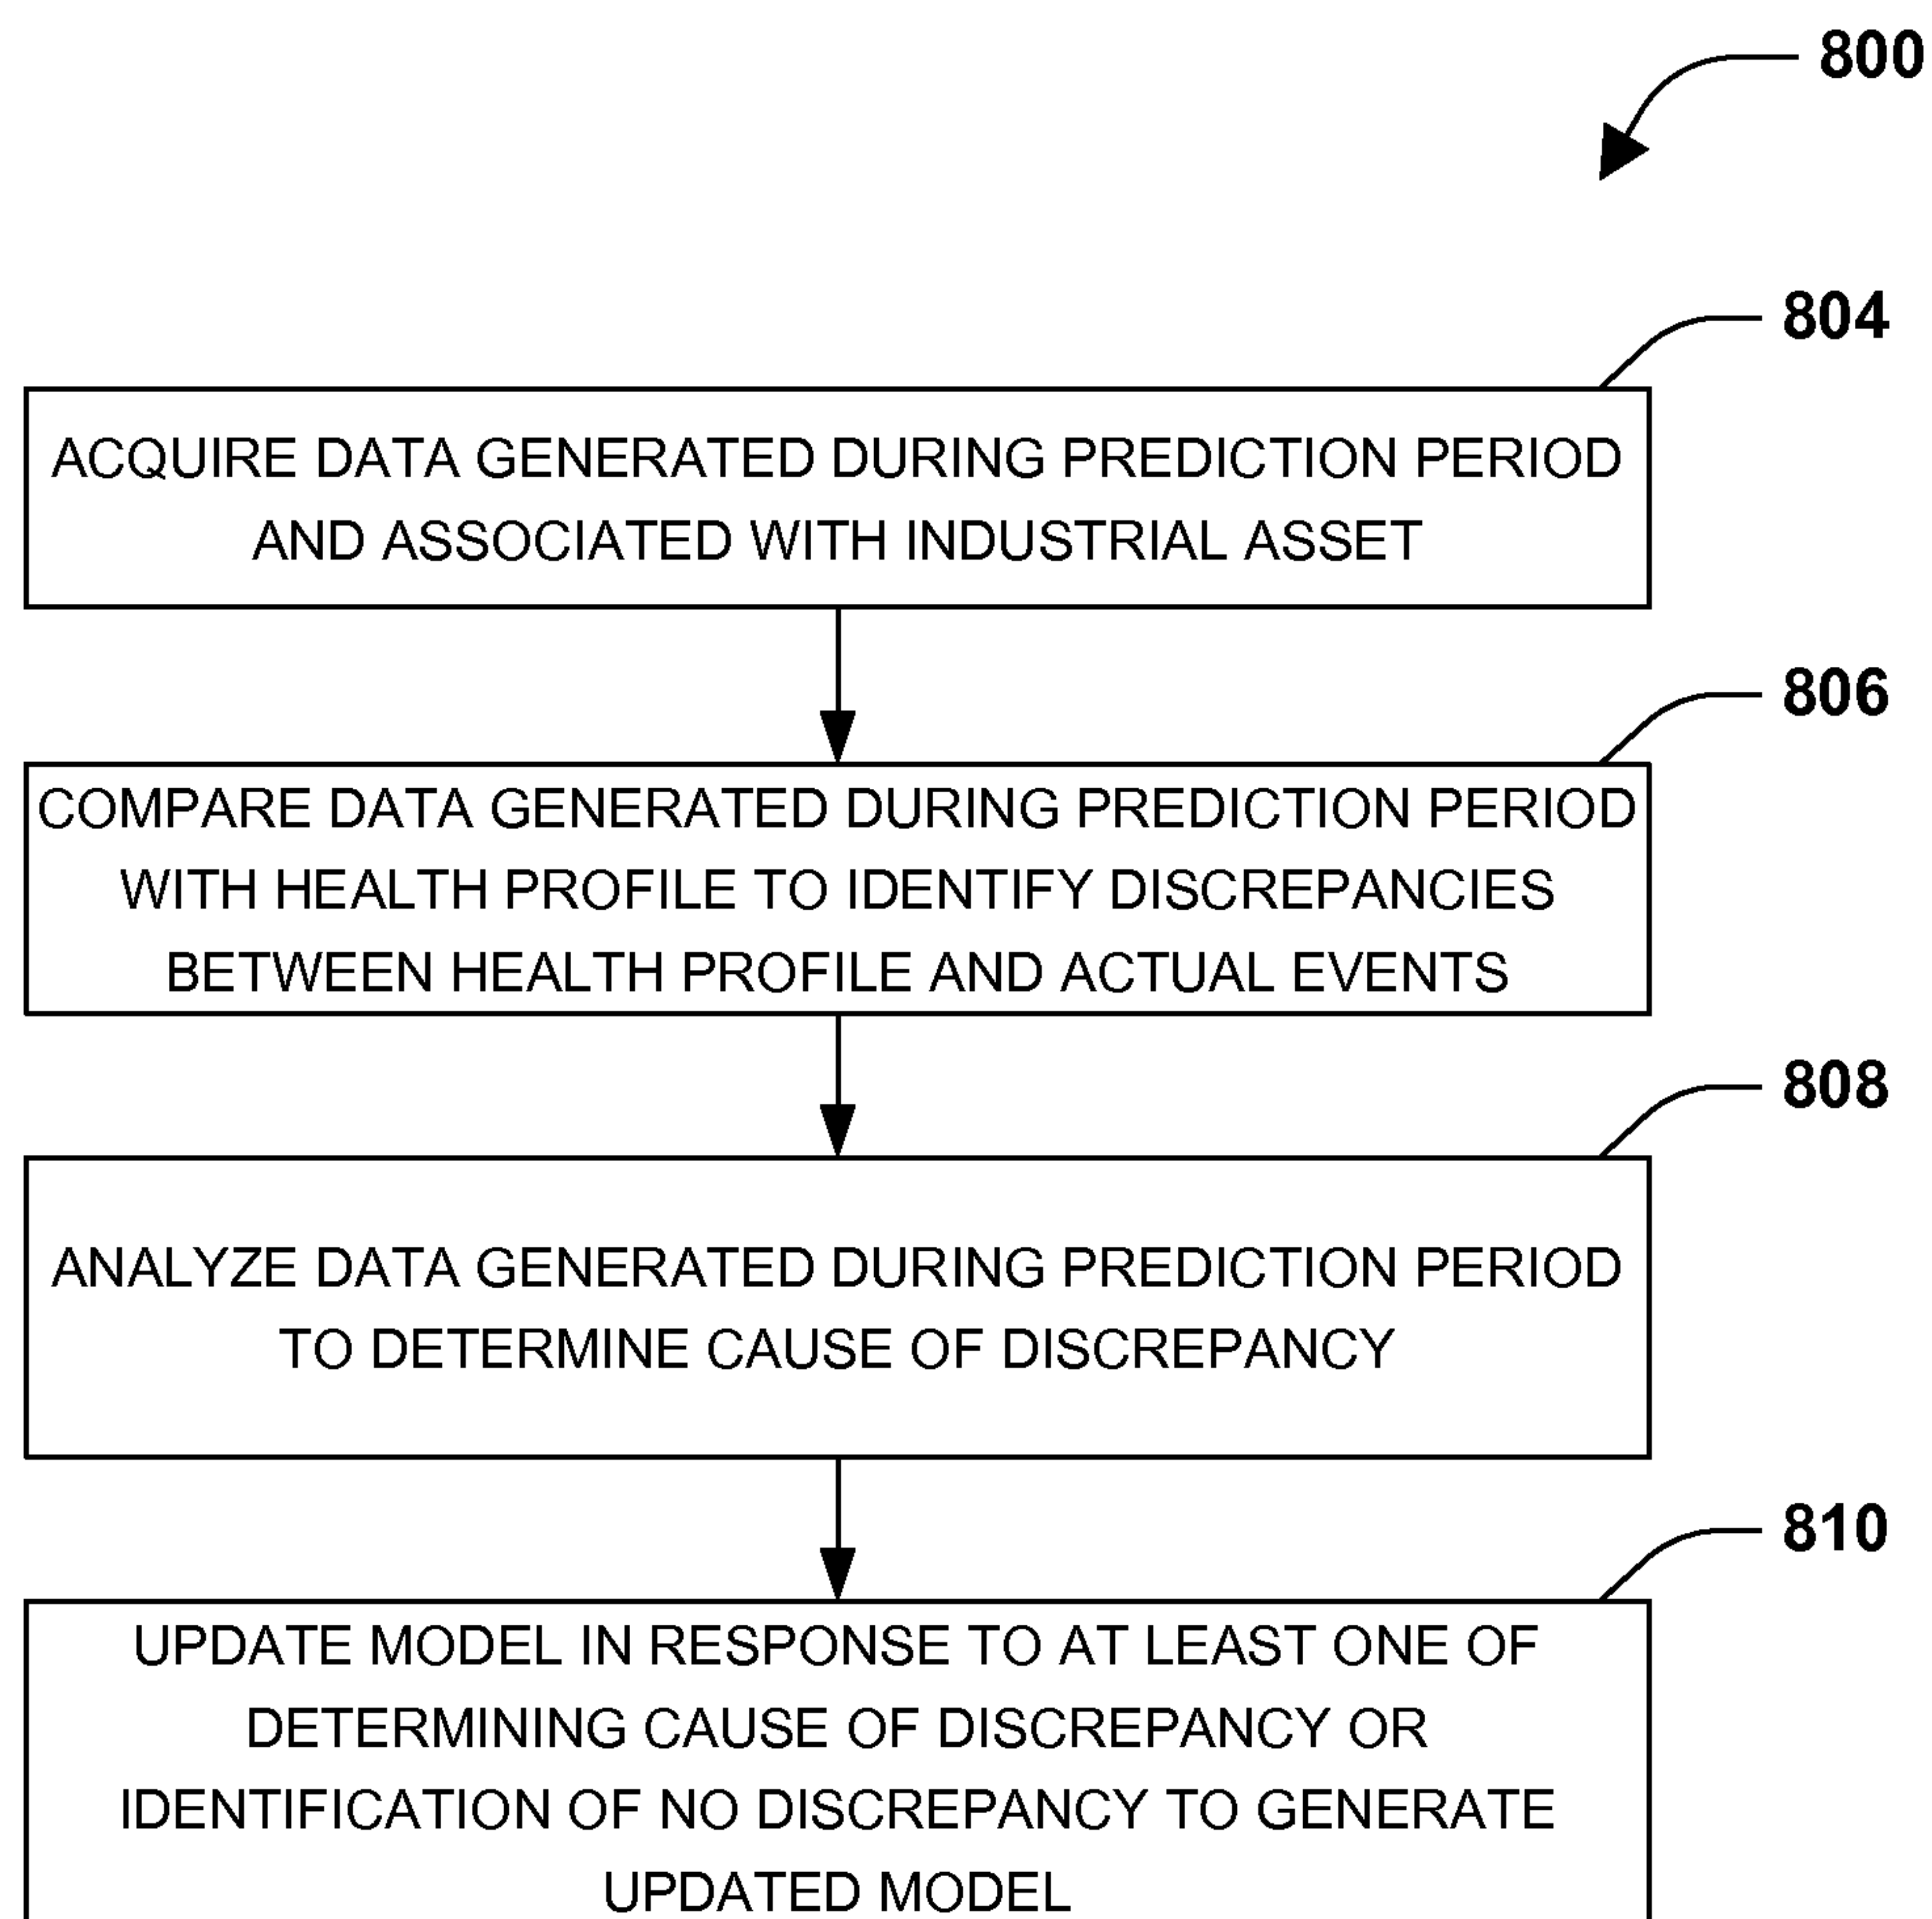 800
804
ACQUIRE DATA GENERATED DURING PREDICTION PERIOD
AND ASSOCIATED WITH INDUSTRIAL ASSET
806
COMPARE DATA GENERATED DURING PREDICTION PERIOD
WITH HEALTH PROFILE TO IDENTIFY DISCREPANCIES
BETWEEN HEALTH PROFILE AND ACTUAL EVENTS
808
ANALYZE DATA GENERATED DURING PREDICTION PERIOD
TO DETERMINE CAUSE OF DISCREPANCY
810
UPDATE MODEL IN RESPONSE TO AT LEAST ONE OF
DETERMINING CAUSE OF DISCREPANCY OR
IDENTIFICATION OF NO DISCREPANCY TO GENERATE
UPDATED MODEL